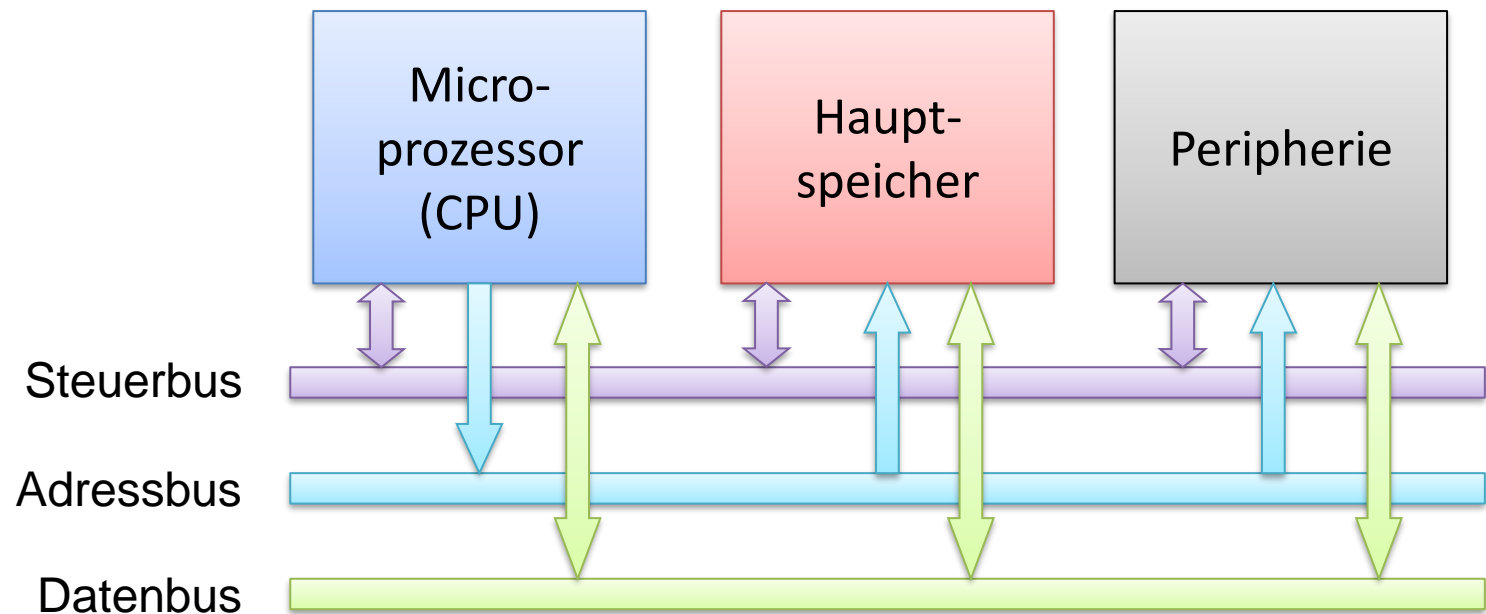 Micro-
prozessor
(CPU)
Haupt-
speicher
Peripherie
Steuerbus
Adressbus
Datenbus